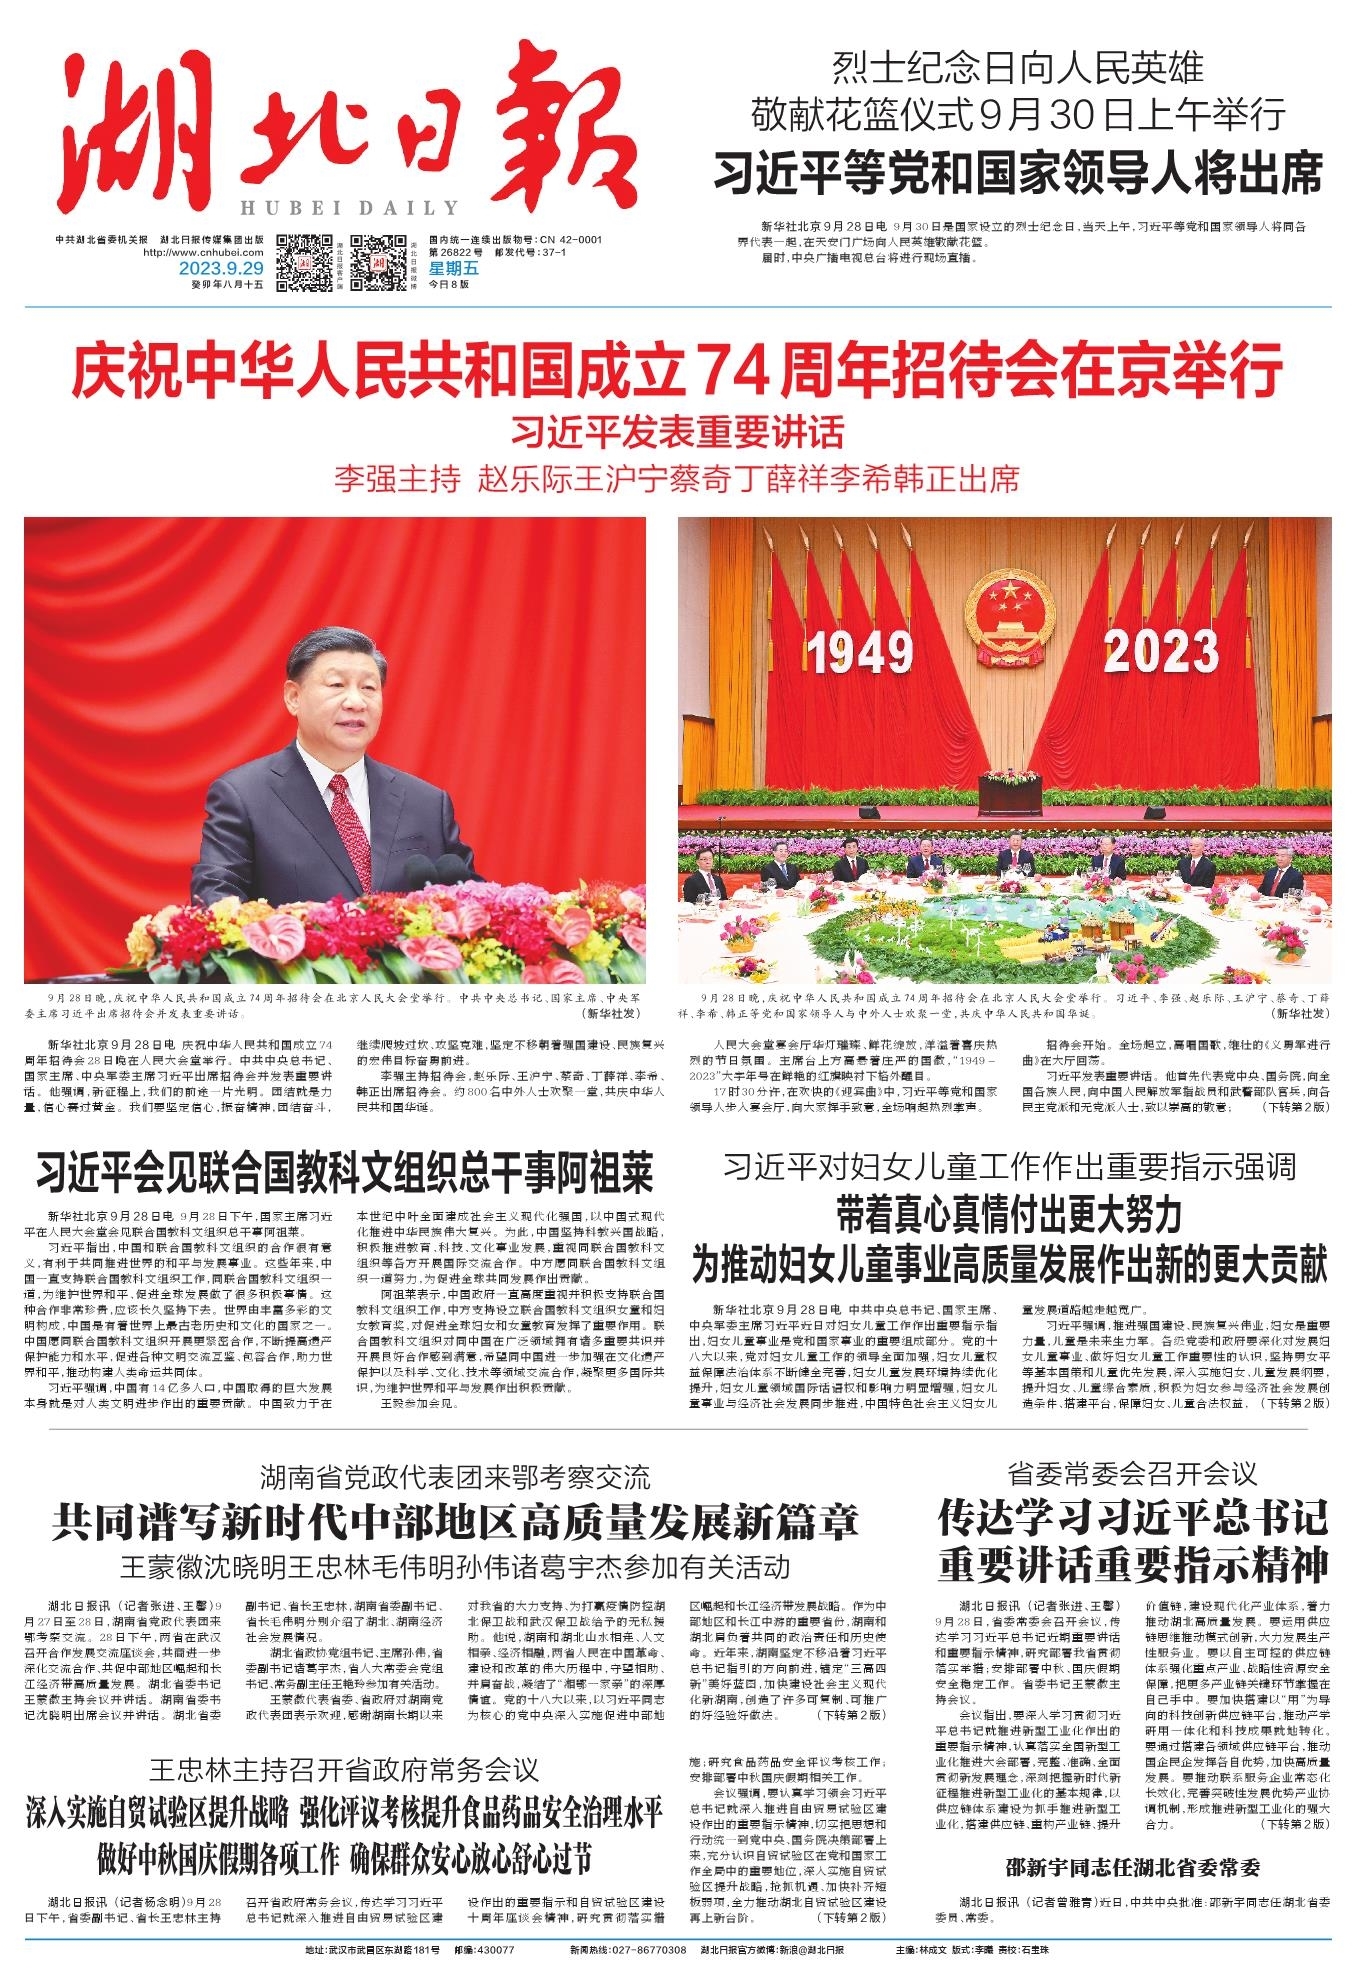 湖北日報
HUBEI DAILY
中共湖北省委机关报 湖北日报传媒集团出版
http://www.cnhubei.com
2023.9.29
癸卯年八月十五
湖北日报客户端
湖北日报微博
国内统一连续出版物号:CN 42-0001
第26822号 邮发代号:37-1
星期五
今日8版
烈士纪念日向人民英雄
敬献花篮仪式9月30日上午举行
习近平等党和国家领导人将出席
新华社北京9月28日电 9月30日是国家设立的烈士纪念日,当天上午,习近平等党和国家领导人将同各
界代表一起,在天安门广场向人民英雄敬献花篮。
届时,中央广播电视总台将进行现场直播。
庆祝中华人民共和国成立74周年招待会在京举行
习近平发表重要讲话
李强主持 赵乐际王沪宁蔡奇丁薛祥李希韩正出席
1949
2023
9月28日晚,庆祝中华人民共和国成立74周年招待会在北京人民大会堂举行。中共中央总书记、国家主席、中央军
委主席习近平出席招待会并发表重要讲话。 (新华社发)
9月28日晚,庆祝中华人民共和国成立74周年招待会在北京人民大会堂举行。习近平、李强、赵乐际、王沪宁、蔡奇、丁薛
祥、李希、韩正等党和国家领导人与中外人士欢聚一堂,共庆中华人民共和国华诞。 (新华社发)
新华社北京9月28日电 庆祝中华人民共和国成立74
周年招待会28日晚在人民大会堂举行。中共中央总书记、
国家主席、中央军委主席习近平出席招待会并发表重要讲
话。他强调,新征程上,我们的前途一片光明。团结就是力
量,信心赛过黄金。我们要坚定信心,振奋精神,团结奋斗,
继续爬坡过坎、攻坚克难,坚定不移朝着强国建设、民族复兴
的宏伟目标奋勇前进。
李强主持招待会,赵乐际、王沪宁、蔡奇、丁薛祥、李希、
韩正出席招待会。约800名中外人士欢聚一堂,共庆中华人
民共和国华诞。
人民大会堂宴会厅华灯璀璨、鲜花绽放,洋溢着喜庆热
烈的节日氛围。主席台上方高悬着庄严的国徽,“1949－
2023”大字年号在鲜艳的红旗映衬下格外醒目。
17时30分许,在欢快的《迎宾曲》中,习近平等党和国家
领导人步入宴会厅,向大家挥手致意,全场响起热烈掌声。
招待会开始。全场起立,高唱国歌,雄壮的《义勇军进行
曲》在大厅回荡。
习近平发表重要讲话。他首先代表党中央、国务院,向全
国各族人民,向中国人民解放军指战员和武警部队官兵,向各
民主党派和无党派人士,致以崇高的敬意; (下转第2版)
习近平会见联合国教科文组织总干事阿祖莱
新华社北京9月28日电 9月28日下午,国家主席习近
平在人民大会堂会见联合国教科文组织总干事阿祖莱。
习近平指出,中国和联合国教科文组织的合作很有意
义,有利于共同推进世界的和平与发展事业。这些年来,中
国一直支持联合国教科文组织工作,同联合国教科文组织一
道,为维护世界和平,促进全球发展做了很多积极事情。这
种合作非常珍贵,应该长久坚持下去。世界由丰富多彩的文
明构成,中国是有着世界上最古老历史和文化的国家之一。
中国愿同联合国教科文组织开展更紧密合作,不断提高遗产
保护能力和水平,促进各种文明交流互鉴、包容合作,助力世
界和平,推动构建人类命运共同体。
习近平强调,中国有14亿多人口,中国取得的巨大发展
本身就是对人类文明进步作出的重要贡献。中国致力于在
本世纪中叶全面建成社会主义现代化强国,以中国式现代
化推进中华民族伟大复兴。为此,中国坚持科教兴国战略,
积极推进教育、科技、文化事业发展,重视同联合国教科文
组织等各方开展国际交流合作。中方愿同联合国教科文组
织一道努力,为促进全球共同发展作出贡献。
阿祖莱表示,中国政府一直高度重视并积极支持联合国
教科文组织工作,中方支持设立联合国教科文组织女童和妇
女教育奖,对促进全球妇女和女童教育发挥了重要作用。联
合国教科文组织对同中国在广泛领域拥有诸多重要共识并
开展良好合作感到满意,希望同中国进一步加强在文化遗产
保护以及科学、文化、技术等领域交流合作,凝聚更多国际共
识,为维护世界和平与发展作出积极贡献。
王毅参加会见。
习近平对妇女儿童工作作出重要指示强调
带着真心真情付出更大努力
为推动妇女儿童事业高质量发展作出新的更大贡献
新华社北京9月28日电 中共中央总书记、国家主席、
中央军委主席习近平近日对妇女儿童工作作出重要指示指
出,妇女儿童事业是党和国家事业的重要组成部分。党的十
八大以来,党对妇女儿童工作的领导全面加强,妇女儿童权
益保障法治体系不断健全完善,妇女儿童发展环境持续优化
提升,妇女儿童领域国际话语权和影响力明显增强,妇女儿
童事业与经济社会发展同步推进,中国特色社会主义妇女儿
童发展道路越走越宽广。
习近平强调,推进强国建设、民族复兴伟业,妇女是重要
力量,儿童是未来生力军。各级党委和政府要深化对发展妇
女儿童事业、做好妇女儿童工作重要性的认识,坚持男女平
等基本国策和儿童优先发展,深入实施妇女、儿童发展纲要,
提升妇女、儿童综合素质,积极为妇女参与经济社会发展创
造条件、搭建平台,保障妇女、儿童合法权益, (下转第2版)
湖南省党政代表团来鄂考察交流
共同谱写新时代中部地区高质量发展新篇章
王蒙徽沈晓明王忠林毛伟明孙伟诸葛宇杰参加有关活动
湖北日报讯 (记者张进、王馨)9
月27日至28日,湖南省党政代表团来
鄂考察交流。28日下午,两省在武汉
召开合作发展交流座谈会,共商进一步
深化交流合作、共促中部地区崛起和长
江经济带高质量发展。湖北省委书记
王蒙徽主持会议并讲话。湖南省委书
记沈晓明出席会议并讲话。湖北省委
副书记、省长王忠林,湖南省委副书记、
省长毛伟明分别介绍了湖北、湖南经济
社会发展情况。
湖北省政协党组书记、主席孙伟,省
委副书记诸葛宇杰,省人大常委会党组
书记、常务副主任王艳玲参加有关活动。
王蒙徽代表省委、省政府对湖南党
政代表团表示欢迎,感谢湖南长期以来
对我省的大力支持、为打赢疫情防控湖
北保卫战和武汉保卫战给予的无私援
助。他说,湖南和湖北山水相连、人文
相亲、经济相融,两省人民在中国革命、
建设和改革的伟大历程中,守望相助、
并肩奋战,凝结了“湘鄂一家亲”的深厚
情谊。党的十八大以来,以习近平同志
为核心的党中央深入实施促进中部地
区崛起和长江经济带发展战略。作为中
部地区和长江中游的重要省份,湖南和
湖北肩负着共同的政治责任和历史使
命。近年来,湖南坚定不移沿着习近平
总书记指引的方向前进,锚定“三高四
新”美好蓝图,加快建设社会主义现代
化新湖南,创造了许多可复制、可推广
的好经验好做法。 (下转第2版)
省委常委会召开会议
传达学习习近平总书记
重要讲话重要指示精神
湖北日报讯 (记者张进、王馨)
9月28日,省委常委会召开会议,传
达学习习近平总书记近期重要讲话
和重要指示精神,研究部署我省贯彻
落实举措;安排部署中秋、国庆假期
安全稳定工作。省委书记王蒙徽主
持会议。
会议指出,要深入学习贯彻习近
平总书记就推进新型工业化作出的
重要指示精神,认真落实全国新型工
业化推进大会部署,完整、准确、全面
贯彻新发展理念,深刻把握新时代新
征程推进新型工业化的基本规律,以
供应链体系建设为抓手推进新型工
业化,搭建供应链、重构产业链、提升
价值链,建设现代化产业体系,着力
推动湖北高质量发展。要运用供应
链思维推动模式创新,大力发展生产
性服务业。要以自主可控的供应链
体系强化重点产业、战略性资源安全
保障,把更多产业链关键环节掌握在
自己手中。要加快搭建以“用”为导
向的科技创新供应链平台,推动产学
研用一体化和科技成果就地转化。
要通过搭建各领域供应链平台,推动
国企民企发挥各自优势,加快高质量
发展。要推动联系服务企业常态化
长效化,完善突破性发展优势产业协
调机制,形成推进新型工业化的强大
合力。 (下转第2版)
王忠林主持召开省政府常务会议
深入实施自贸试验区提升战略 强化评议考核提升食品药品安全治理水平
做好中秋国庆假期各项工作 确保群众安心放心舒心过节
湖北日报讯 (记者杨念明)9月28
日下午,省委副书记、省长王忠林主持
召开省政府常务会议,传达学习习近平
总书记就深入推进自由贸易试验区建
设作出的重要指示和自贸试验区建设
十周年座谈会精神,研究贯彻落实措
施;研究食品药品安全评议考核工作;
安排部署中秋国庆假期相关工作。
会议强调,要认真学习领会习近平
总书记就深入推进自由贸易试验区建
设作出的重要指示精神,切实把思想和
行动统一到党中央、国务院决策部署上
来,充分认识自贸试验区在党和国家工
作全局中的重要地位,深入实施自贸试
验区提升战略,抢抓机遇、加快补齐短
板弱项,全力推动湖北自贸试验区建设
再上新台阶。 (下转第2版)
邵新宇同志任湖北省委常委
湖北日报讯 (记者曾雅青)近日,中共中央批准:邵新宇同志任湖北省委
委员、常委。
地址:武汉市武昌区东湖路181号 邮编:430077 新闻热线:027-86770308 湖北日报官方微博:新浪@湖北日报 主编:林成文 版式:李曦 责校:石宝珠